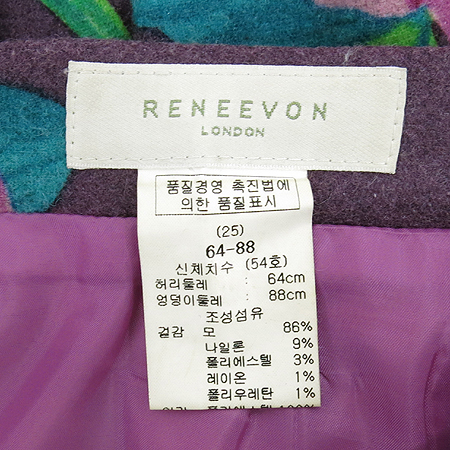 RENEEVON
LONDON
품질경영 촉진법에
의한 품질표시
(25)
64-88
신체치수 (54호)
허리둘레 : 64cm
엉덩이둘레 : 88cm
조성섬유
겉감 모 86%
나일론 9%
폴리에스텔 3%
레이온 1%
폴리우레탄 1%